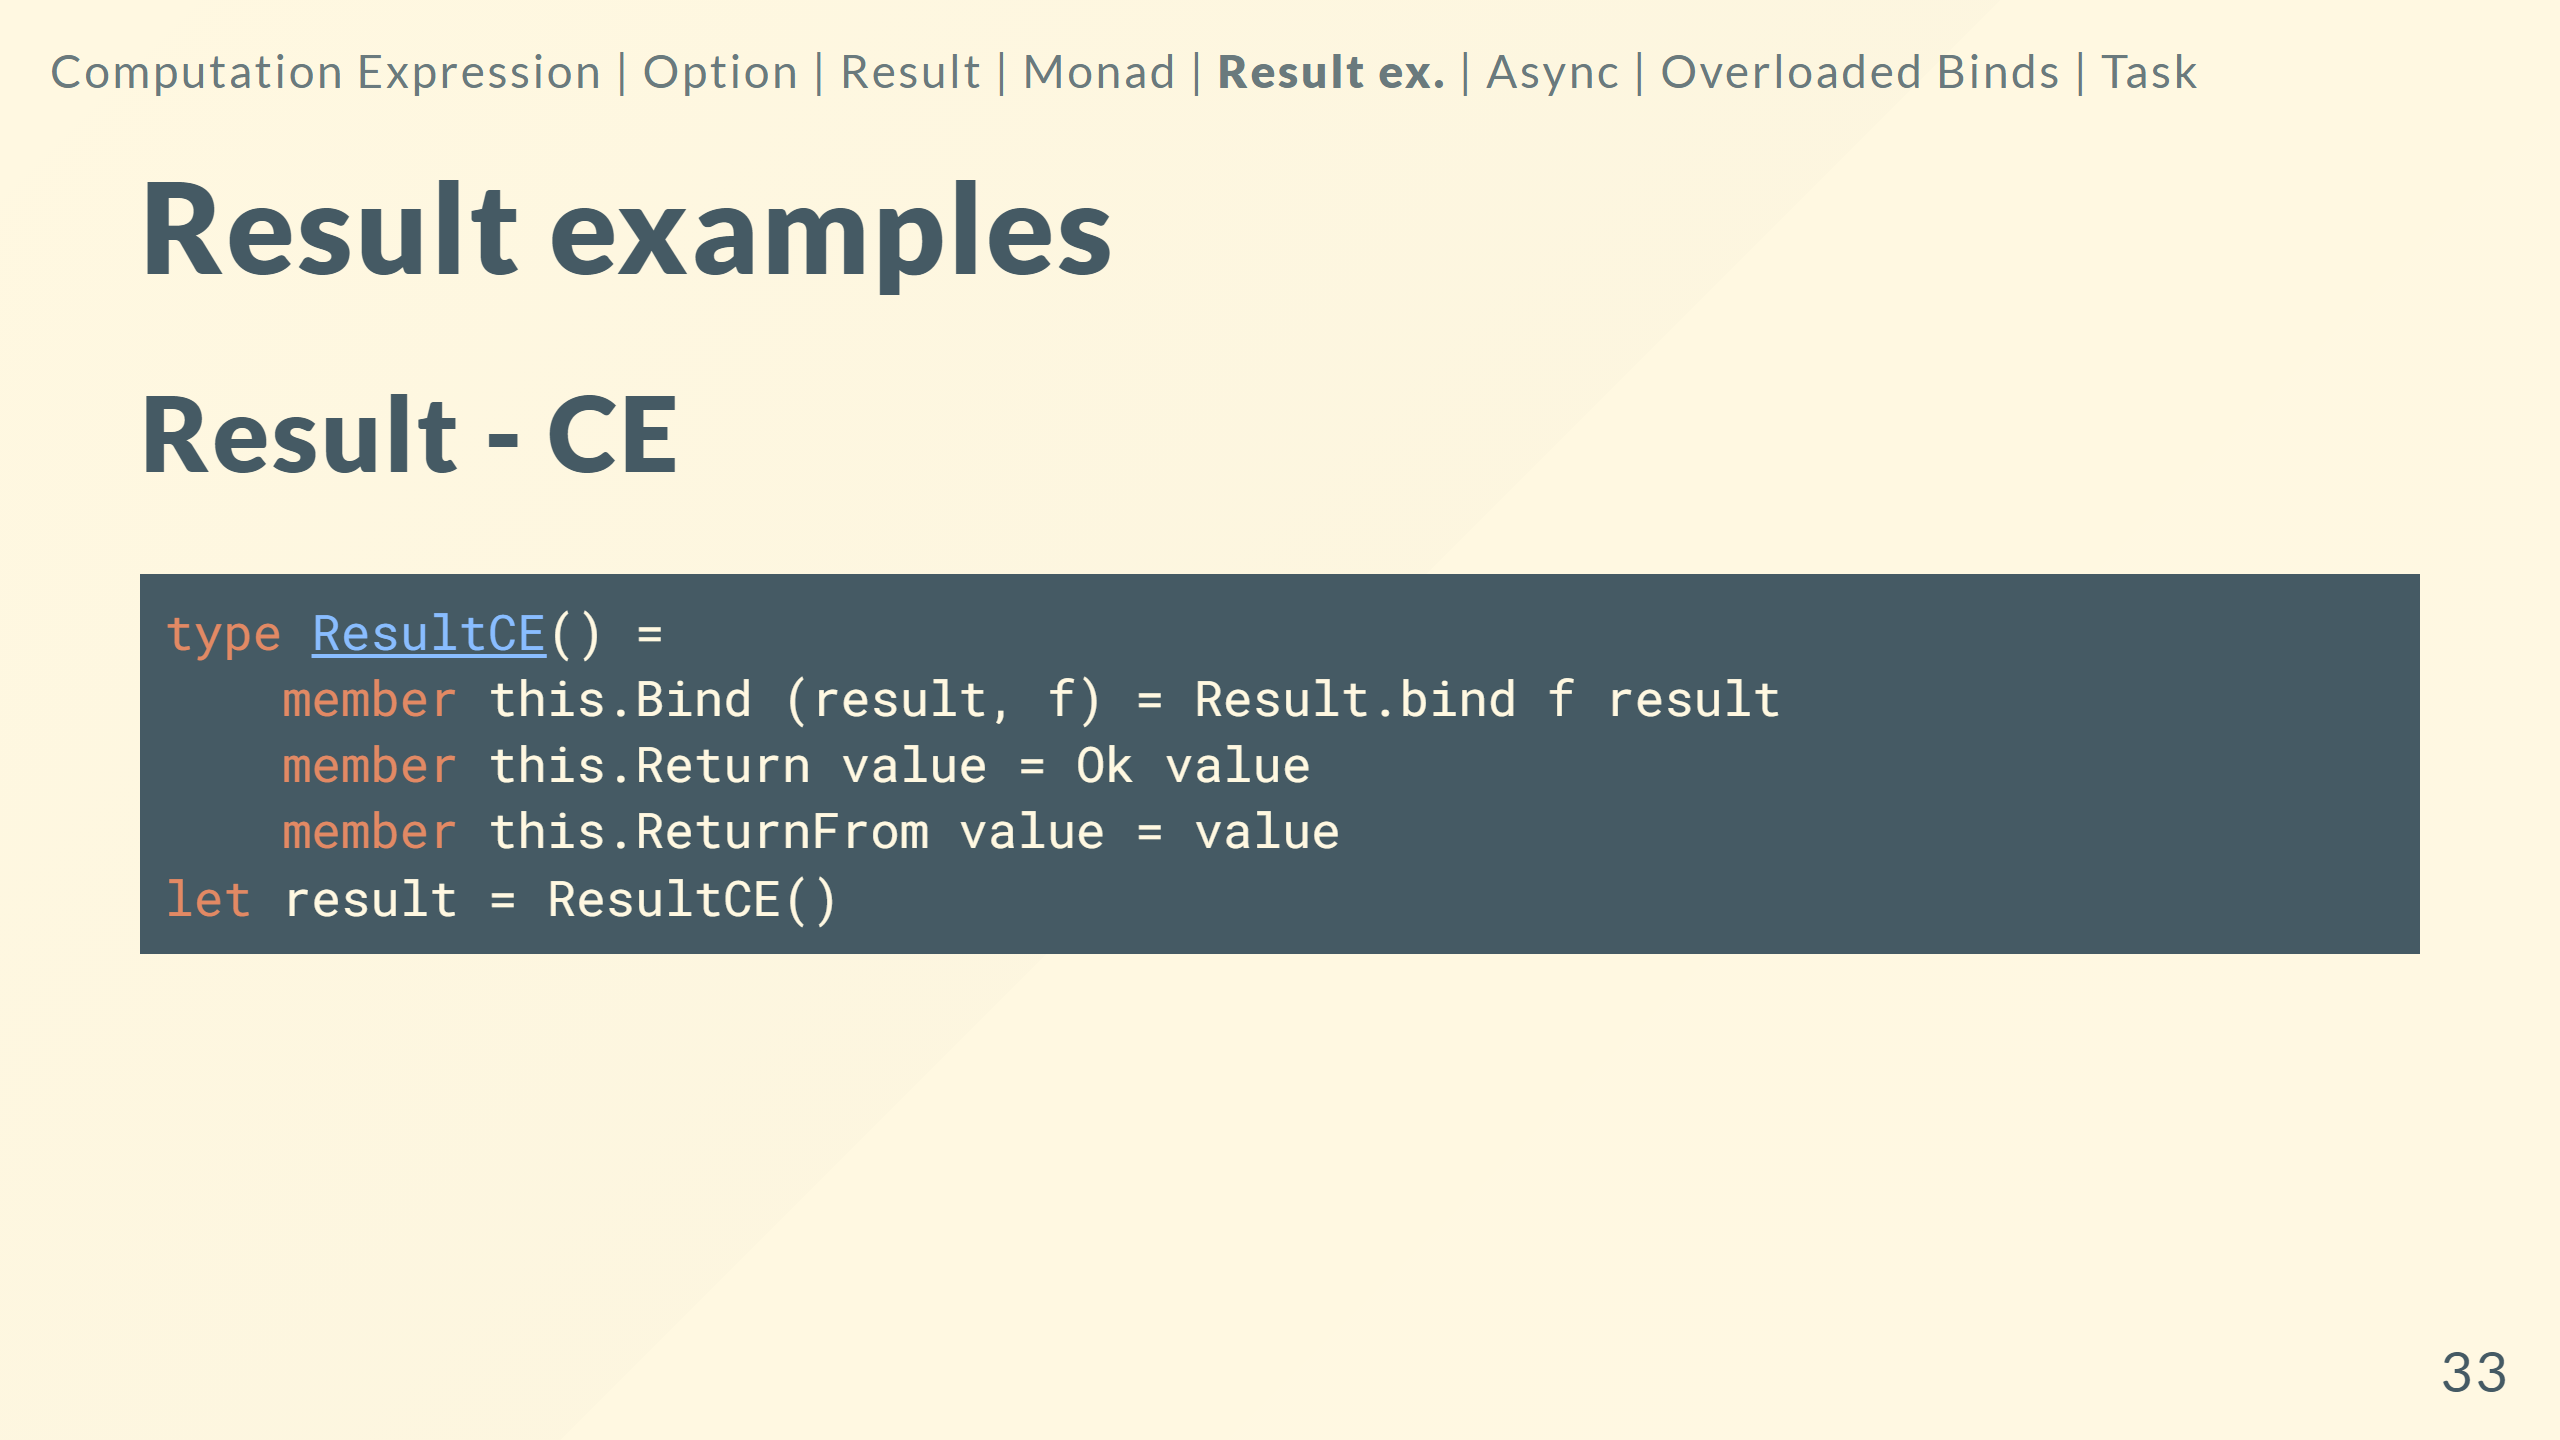 Computation Expression | Option | Result | Monad | Result ex. | Async | Overloaded Binds | Task
Result examples
Result - CE
type ResultCE() =
    member this.Bind (result, f) = Result.bind f result
    member this.Return value = Ok value
    member this.ReturnFrom value = value
let result = ResultCE()
33